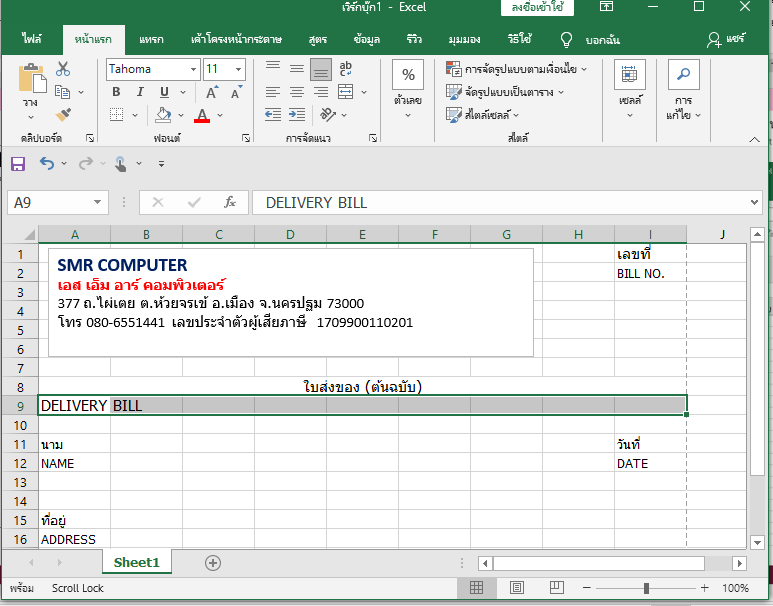 เวิร์กบุ๊ก1 - Excel
ลงชื่อเข้าใช้
ไฟล์ หน้าแรก แทรก เค้าโครงหน้ากระดาษ สูตร ข้อมูล รีวิว มุมมอง วิธีใช้ บอกฉัน แชร์
Tahoma 11
วาง
B I U
A A
A
ab
c
%
ตัวเลข
การจัดรูปแบบตามเงื่อนไข
จัดรูปแบบเป็นตาราง
สไตล์เซลล์
เซลล์
การ
แก้ไข
คลิปบอร์ด ฟอนต์ การจัดแนว สไตล์
A9 fx DELIVERY BILL
A B C D E F G H I J
1 เลขที่
2 BILL NO.
SMR COMPUTER
เอส เอ็ม อาร์ คอมพิวเตอร์
377 ถ.ไผ่เตย ต.ห้วยจรเข้ อ.เมือง จ.นครปฐม 73000
โทร 080-6551441 เลขประจำตัวผู้เสียภาษี 1709900110201
3
4
5
6
7
8 ใบส่งของ (ต้นฉบับ)
9 DELIVERY BILL
10
11 นาม วันที่
12 NAME DATE
13
14
15 ที่อยู่
16 ADDRESS
Sheet1
พร้อม Scroll Lock 100%